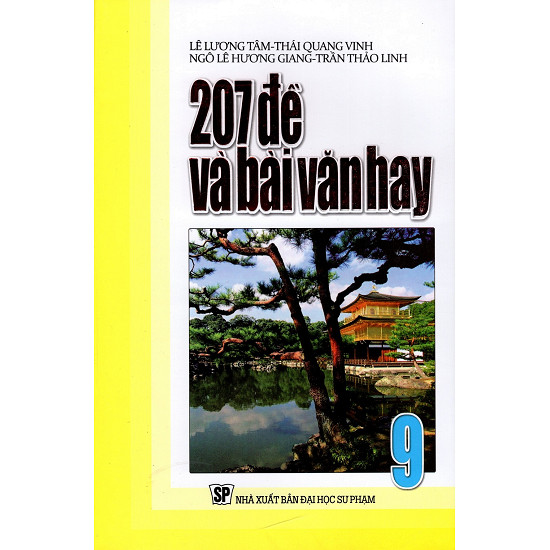 LÊ LƯƠNG TÂM-THÁI QUANG VINH
NGÔ LÊ HƯƠNG GIANG-TRẦN THẢO LINH
207 đề
và bài văn hay
9
SP NHÀ XUẤT BẢN ĐẠI HỌC SƯ PHẠM